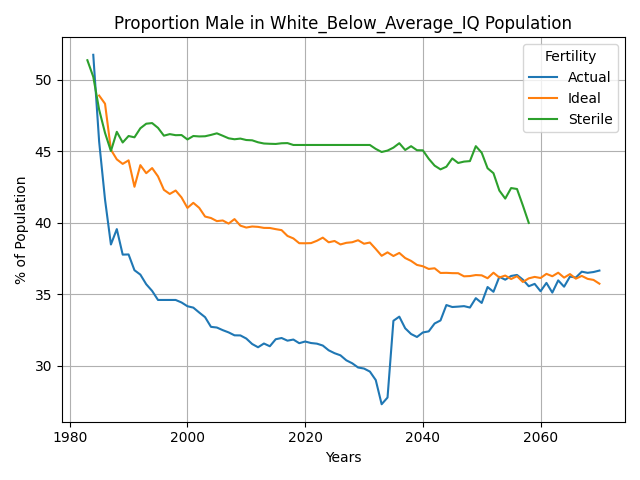 Proportion Male in White_Below_Average_IQ Population
Fertility
Actual
Ideal
Sterile
% of Population
50
45
40
35
30
1980
2000
2020
2040
2060
Years